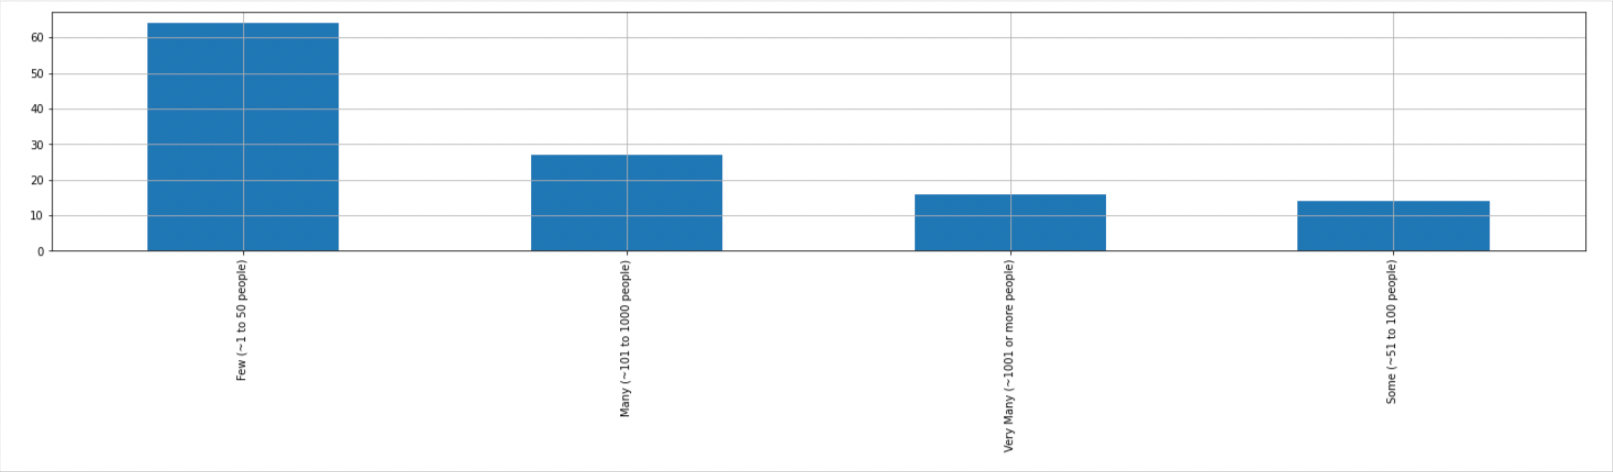 60
50
40
30
20
10
0
Few (~1 to 50 people)
Many (~101 to 1000 people)
Very Many (~1001 or more people)
Some (~51 to 100 people)